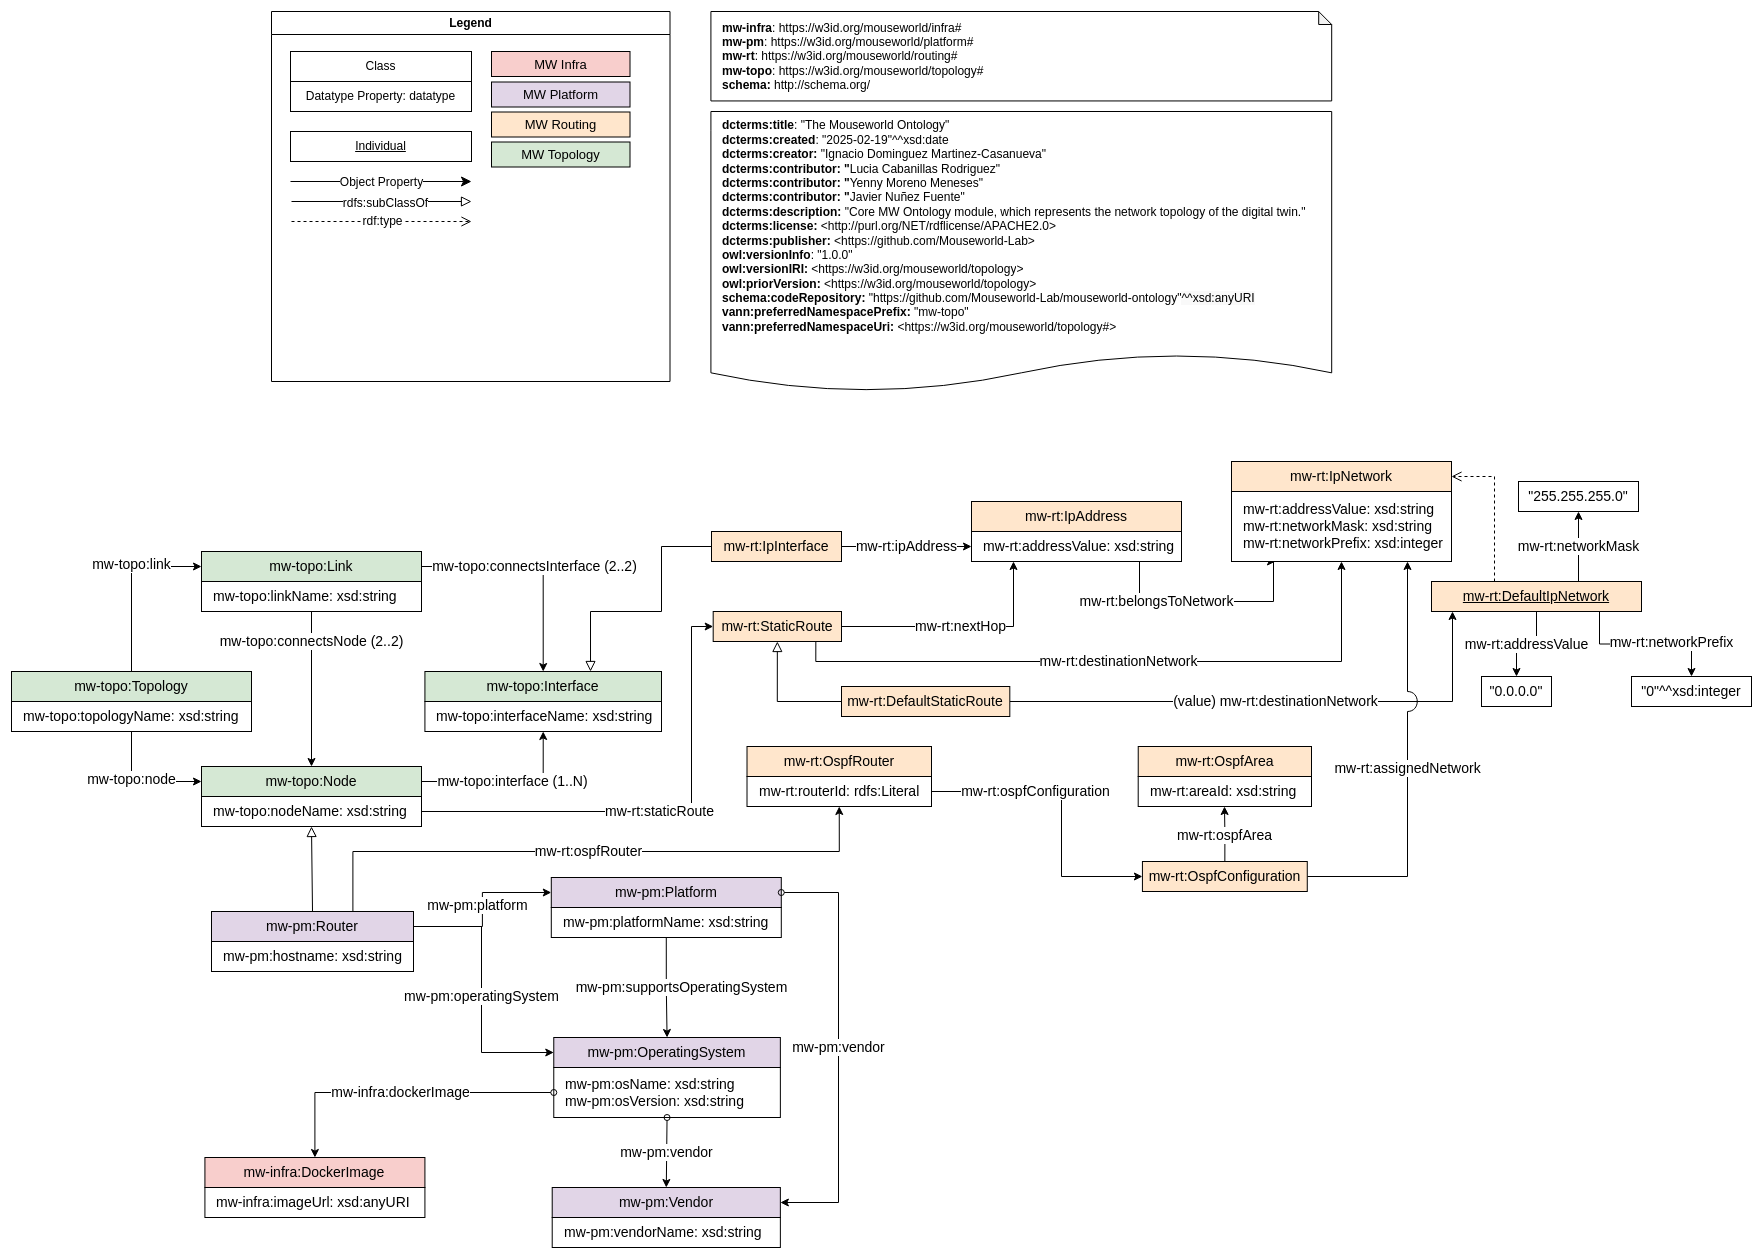 Legend
Class
Datatype Property: datatype
Individual
Object Property
rdfs:subClassOf
rdf:type
MW Infra
MW Platform
MW Routing
MW Topology
mw-infra: https://w3id.org/mouseworld/infra#
mw-pm: https://w3id.org/mouseworld/platform#
mw-rt: https://w3id.org/mouseworld/routing#
mw-topo: https://w3id.org/mouseworld/topology#
schema: http://schema.org/
dcterms:title: "The Mouseworld Ontology"
dcterms:created: "2025-02-19"^^xsd:date
dcterms:creator: "Ignacio Dominguez Martinez-Casanueva"
dcterms:contributor: "Lucia Cabanillas Rodriguez"
dcterms:contributor: "Yenny Moreno Meneses"
dcterms:contributor: "Javier Nuñez Fuente"
dcterms:description: "Core MW Ontology module, which represents the network topology of the digital twin."
dcterms:license: <http://purl.org/NET/rdflicense/APACHE2.0>
dcterms:publisher: <https://github.com/Mouseworld-Lab>
owl:versionInfo: "1.0.0"
owl:versionIRI: <https://w3id.org/mouseworld/topology>
owl:priorVersion: <https://w3id.org/mouseworld/topology>
schema:codeRepository: "https://github.com/Mouseworld-Lab/mouseworld-ontology"^^xsd:anyURI
vann:preferredNamespacePrefix: "mw-topo"
vann:preferredNamespaceUri: <https://w3id.org/mouseworld/topology#>
mw-topo:link
mw-topo:Link
mw-topo:linkName: xsd:string
mw-topo:connectsInterface (2..2)
mw-topo:connectsNode (2..2)
mw-topo:Topology
mw-topo:topologyName: xsd:string
mw-topo:Interface
mw-topo:interfaceName: xsd:string
mw-topo:node
mw-topo:Node
mw-topo:nodeName: xsd:string
mw-topo:interface (1..N)
mw-rt:staticRoute
mw-rt:IpInterface
mw-rt:ipAddress
mw-rt:IpAddress
mw-rt:addressValue: xsd:string
mw-rt:IpNetwork
mw-rt:addressValue: xsd:string
mw-rt:networkMask: xsd:string
mw-rt:networkPrefix: xsd:integer
"255.255.255.0"
mw-rt:networkMask
mw-rt:DefaultIpNetwork
mw-rt:belongsToNetwork
mw-rt:StaticRoute
mw-rt:nextHop
mw-rt:destinationNetwork
mw-rt:addressValue
mw-rt:networkPrefix
"0.0.0.0"
"0"^^xsd:integer
mw-rt:DefaultStaticRoute
(value) mw-rt:destinationNetwork
mw-rt:OspfRouter
mw-rt:routerId: rdfs:Literal
mw-rt:ospfConfiguration
mw-rt:OspfArea
mw-rt:areaId: xsd:string
mw-rt:assignedNetwork
mw-rt:ospfArea
mw-rt:OspfConfiguration
mw-rt:ospfRouter
mw-pm:Router
mw-pm:hostname: xsd:string
mw-pm:platform
mw-pm:Platform
mw-pm:platformName: xsd:string
mw-pm:operatingSystem
mw-pm:supportsOperatingSystem
mw-pm:vendor
mw-pm:OperatingSystem
mw-pm:osName: xsd:string
mw-pm:osVersion: xsd:string
mw-infra:dockerImage
mw-pm:vendor
mw-infra:DockerImage
mw-infra:imageUrl: xsd:anyURI
mw-pm:Vendor
mw-pm:vendorName: xsd:string